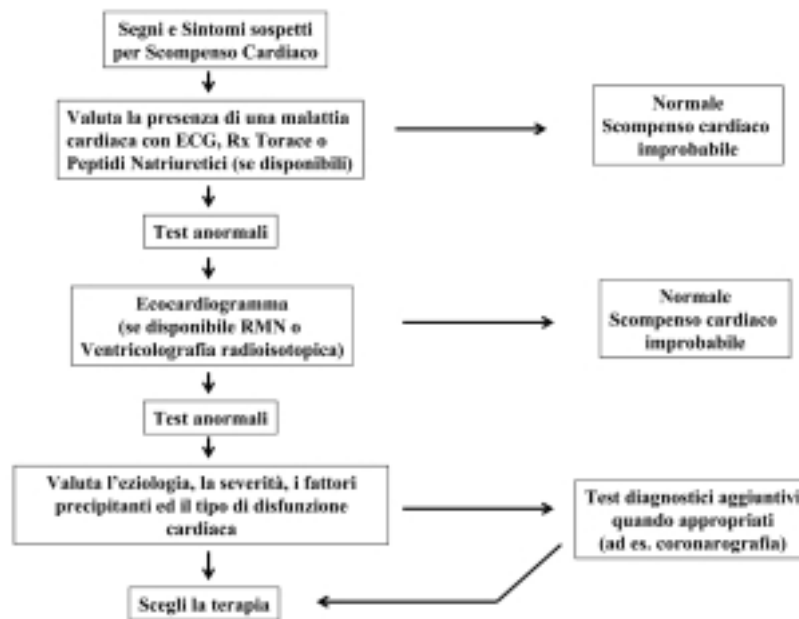 Segni e Sintomi sospetti
per Scompenso Cardiaco
Valuta la presenza di una malattia
cardiaca con ECG, Rx Torace o
Peptidi Natriuretici (se disponibili)
Normale
Scompenso cardiaco
improbabile
Test anormali
Ecocardiogramma
(se disponibile RMN o
Ventricolografia radioisotopica)
Normale
Scompenso cardiaco
improbabile
Test anormali
Valuta l'eziologia, la severità, i fattori
precipitanti ed il tipo di disfunzione
cardiaca
Test diagnostici aggiuntivi
quando appropriati
(ad es. coronarografia)
Scegli la terapia